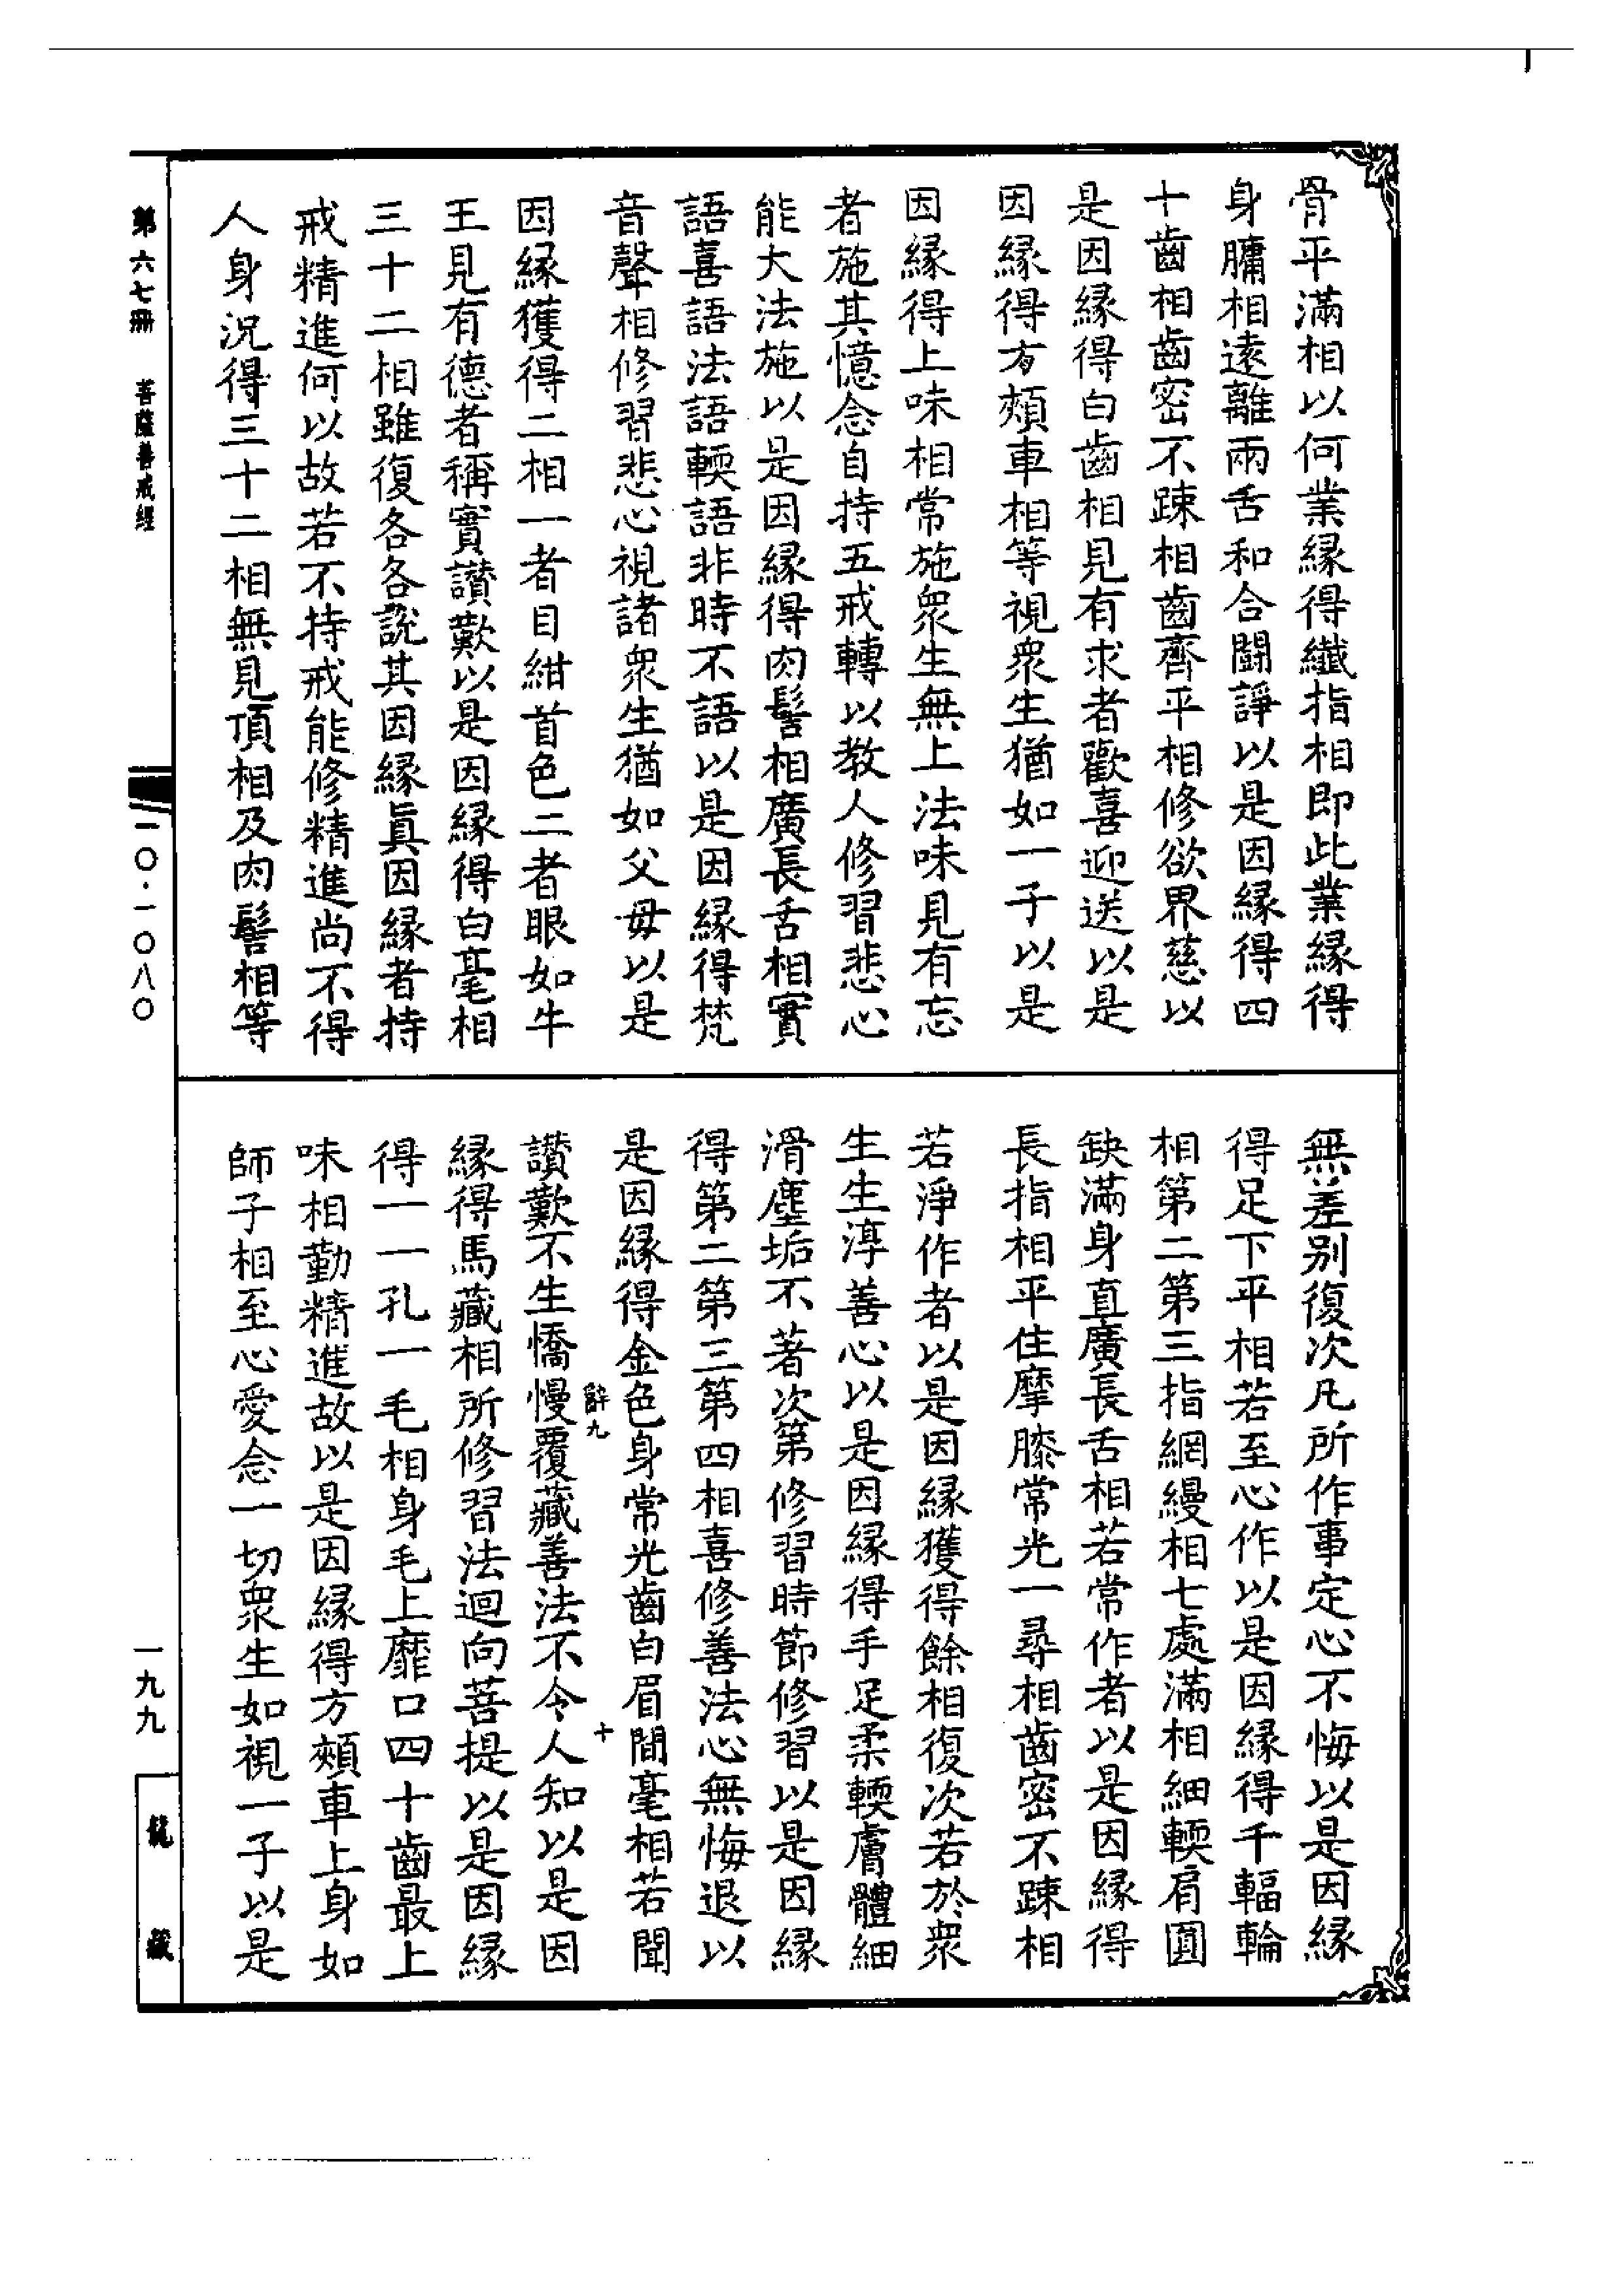 骨平滿相以何業緣得纖指相即此業緣得
身𦟛相遠離兩舌和合鬬諍以是因緣得四
十齒相齒密不踈相齒齊平相修欲界慈以
是因緣得白齒相見有求者歡喜迎送以是
因緣得方頰車相等視衆生猶如一子以是
因緣得上味相常施衆生無上法味見有忘
者施其憶念自持五戒轉以教人修習悲心
能大法施以是因緣得肉髻相廣長舌相實
語喜語法語輭語非時不語以是因緣得梵
音聲相修習悲心視諸衆生猶如父母以是
因緣獲得二相一者目紺首色二者眼如牛
王見有德者稱實讃歎以是因緣得白毫相
三十二相雖復各各說其因緣眞因緣者持
戒精進何以故若不持戒能修精進尚不得
人身況得三十二相無見頂相及肉髻相等
無差别復次凡所作事定心不悔以是因緣
得足下平相若至心作以是因緣得千輻輪
相第二第三指網縵相七處滿相細輭肩圓
缺滿身直廣長舌相若常作者以是因緣得
長指相平住摩膝常光一尋相齒密不踈相
若淨作者以是因緣獲得餘相復次若於衆
生生淳善心以是因緣得手足柔輭膚體細
滑塵垢不著次第修習時節修習以是因緣
得第二第三第四相喜修善法心無悔退以
是因緣得金色身常光齒白眉間毫相若聞
讃歎不生憍慢覆藏善法不令人知以是因
緣得馬藏相所修習法迴向菩提以是因緣
得一一孔一毛相身毛上靡口四十齒最上
味相勤精進故以是因緣得方頰車上身如
師子相至心愛念一切衆生如視一子以是
九
十
第六七冊 菩薩善戒經
一〇·一〇八〇
一九九
龍藏